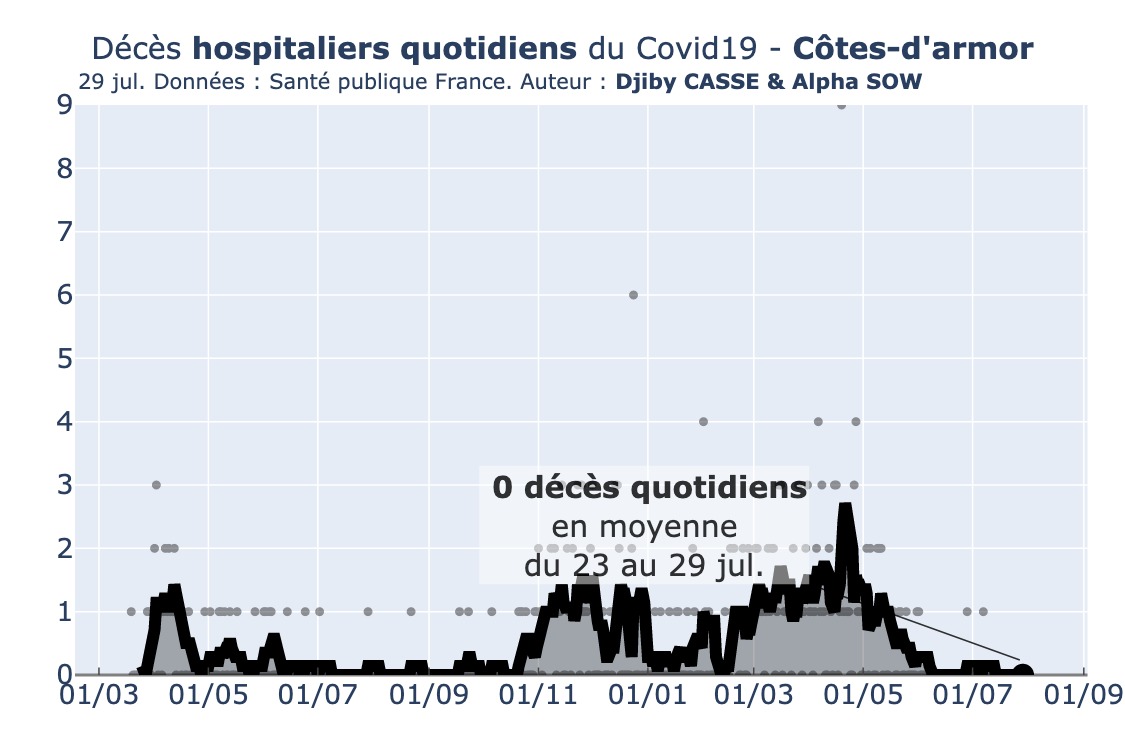 Décès hospitaliers quotidiens du Covid19 - Côtes-d'armor
29 jul. Données : Santé publique France. Auteur : Djiby CASSE & Alpha SOW
9
8
7
6
5
4
3
2
1
0
0 décès quotidiens
en moyenne
du 23 au 29 jul.
01/03 01/05 01/07 01/09 01/11 01/01 01/03 01/05 01/07 01/09